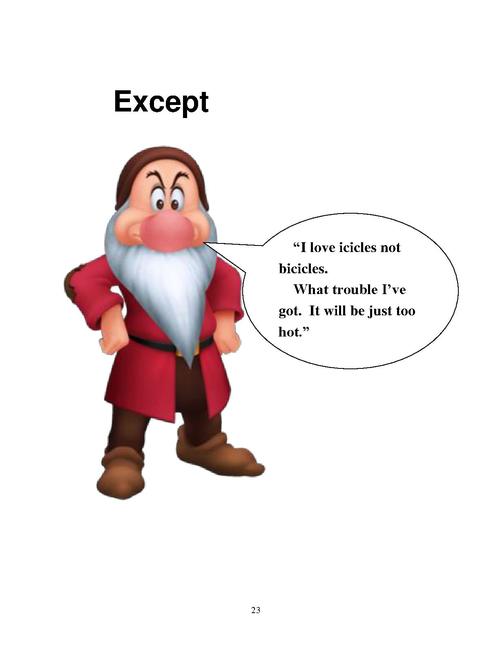 Except
“I love icicles not
bicicles.
What trouble I’ve
got.  It will be just too
hot.”
23